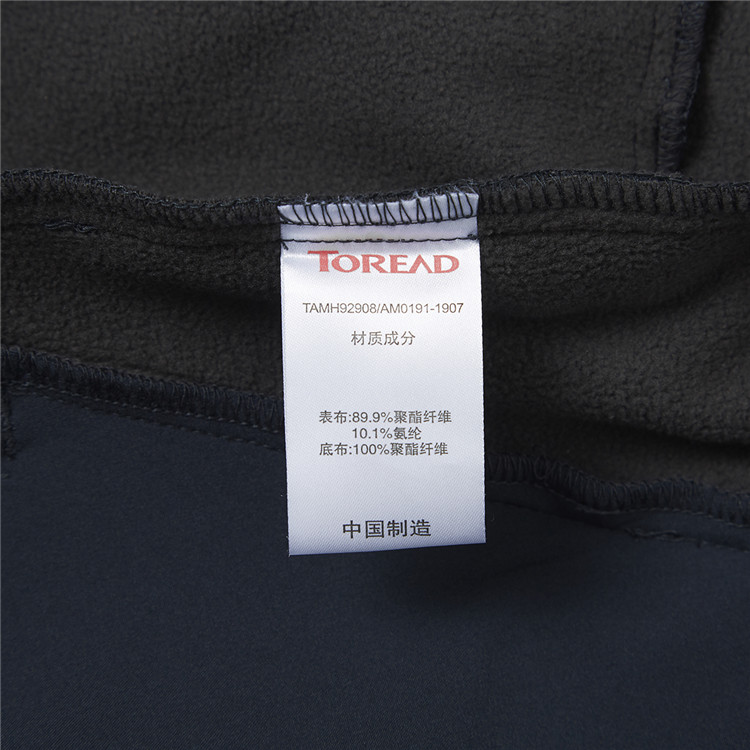 TOREAD
TAMH92908/AM0191-1907
材质成分
表布:89.9%聚酯纤维
10.1%氨纶
底布:100%聚酯纤维
中国制造